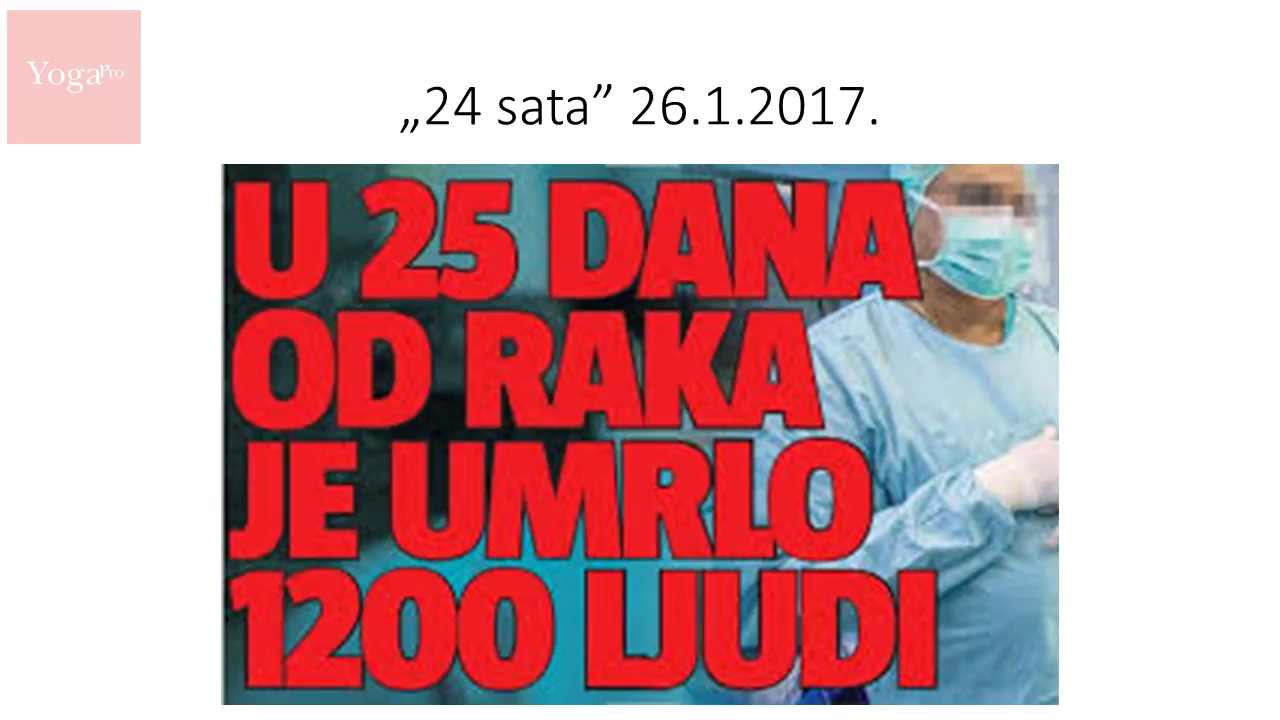 YogaPro
„24 sata” 26.1.2017.
U 25 DANA
OD RAKA
JE UMRLO
1200 LJUDI